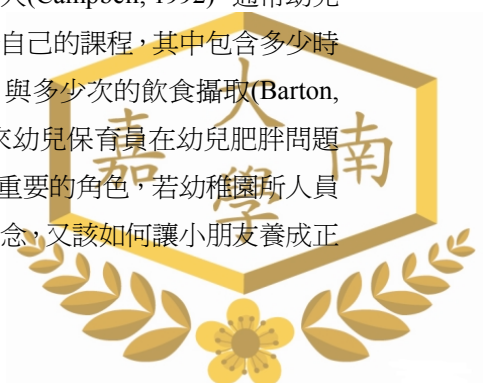 (Campbell, 1992) 通常幼兒
自己的課程，其中包含多少時
與多少次的飲食攝取(Barton,
來幼兒保育員在幼兒肥胖問題
重要的角色，若幼稚園所人員
念，又該如何讓小朋友養成正
嘉
大
學
南